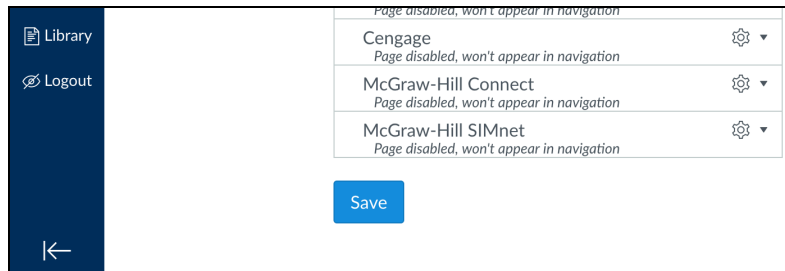 Page disabled, won't appear in navigation
Library
Cengage
Page disabled, won't appear in navigation
Logout
McGraw-Hill Connect
Page disabled, won't appear in navigation
McGraw-Hill SIMnet
Page disabled, won't appear in navigation
Save